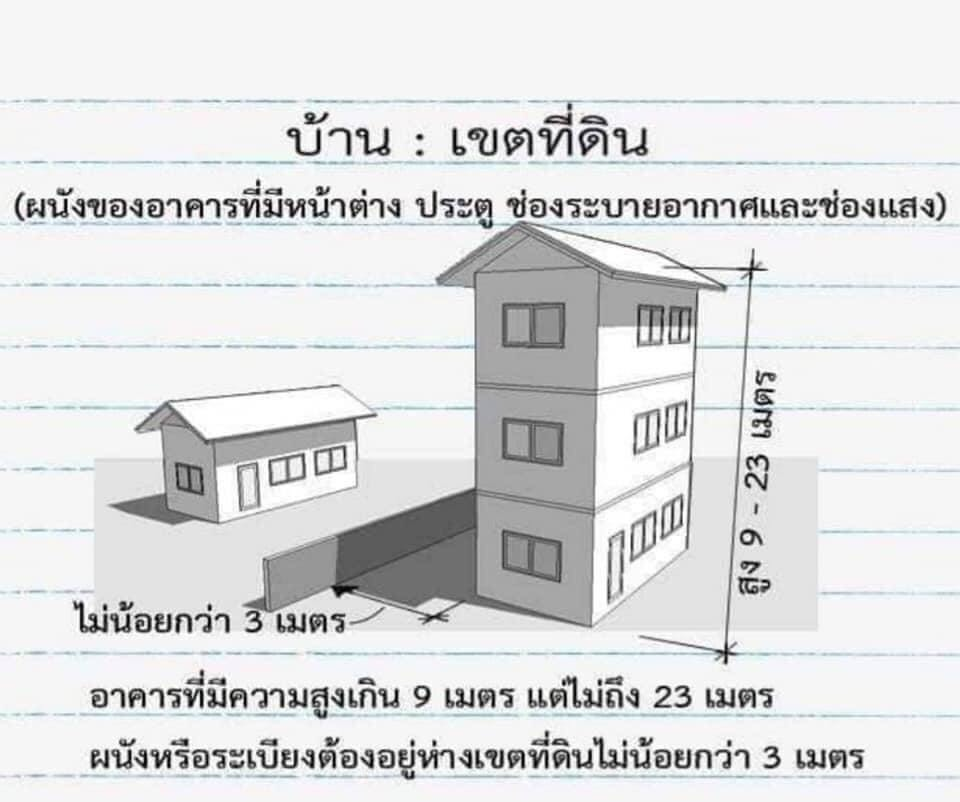 บ้าน : เขตที่ดิน
(ผนังของอาคารที่มีหน้าต่าง ประตู ช่องระบายอากาศและช่องแสง)
สูง 9 - 23 เมตร
ไม่น้อยกว่า 3 เมตร
อาคารที่มีความสูงเกิน 9 เมตร แต่ไม่ถึง 23 เมตร
ผนังหรือระเบียงต้องอยู่ห่างเขตที่ดินไม่น้อยกว่า 3 เมตร